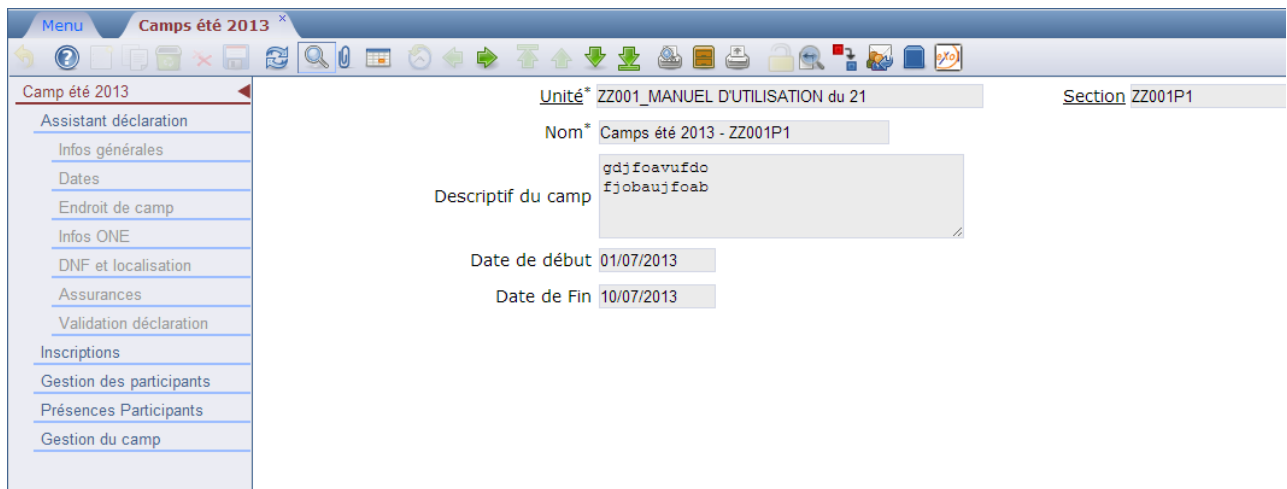 Menu
Camps été 2013 x
Camp été 2013
Assistant déclaration
Infos générales
Dates
Endroit de camp
Infos ONE
DNF et localisation
Assurances
Validation déclaration
Inscriptions
Gestion des participants
Présences Participants
Gestion du camp
Unité* ZZ001_MANUEL D'UTILISATION du 21 Section ZZ001P1
Nom* Camps été 2013 - ZZ001P1
Descriptif du camp gdjfoavufdo
fjobaujfoab
Date de début 01/07/2013
Date de Fin 10/07/2013